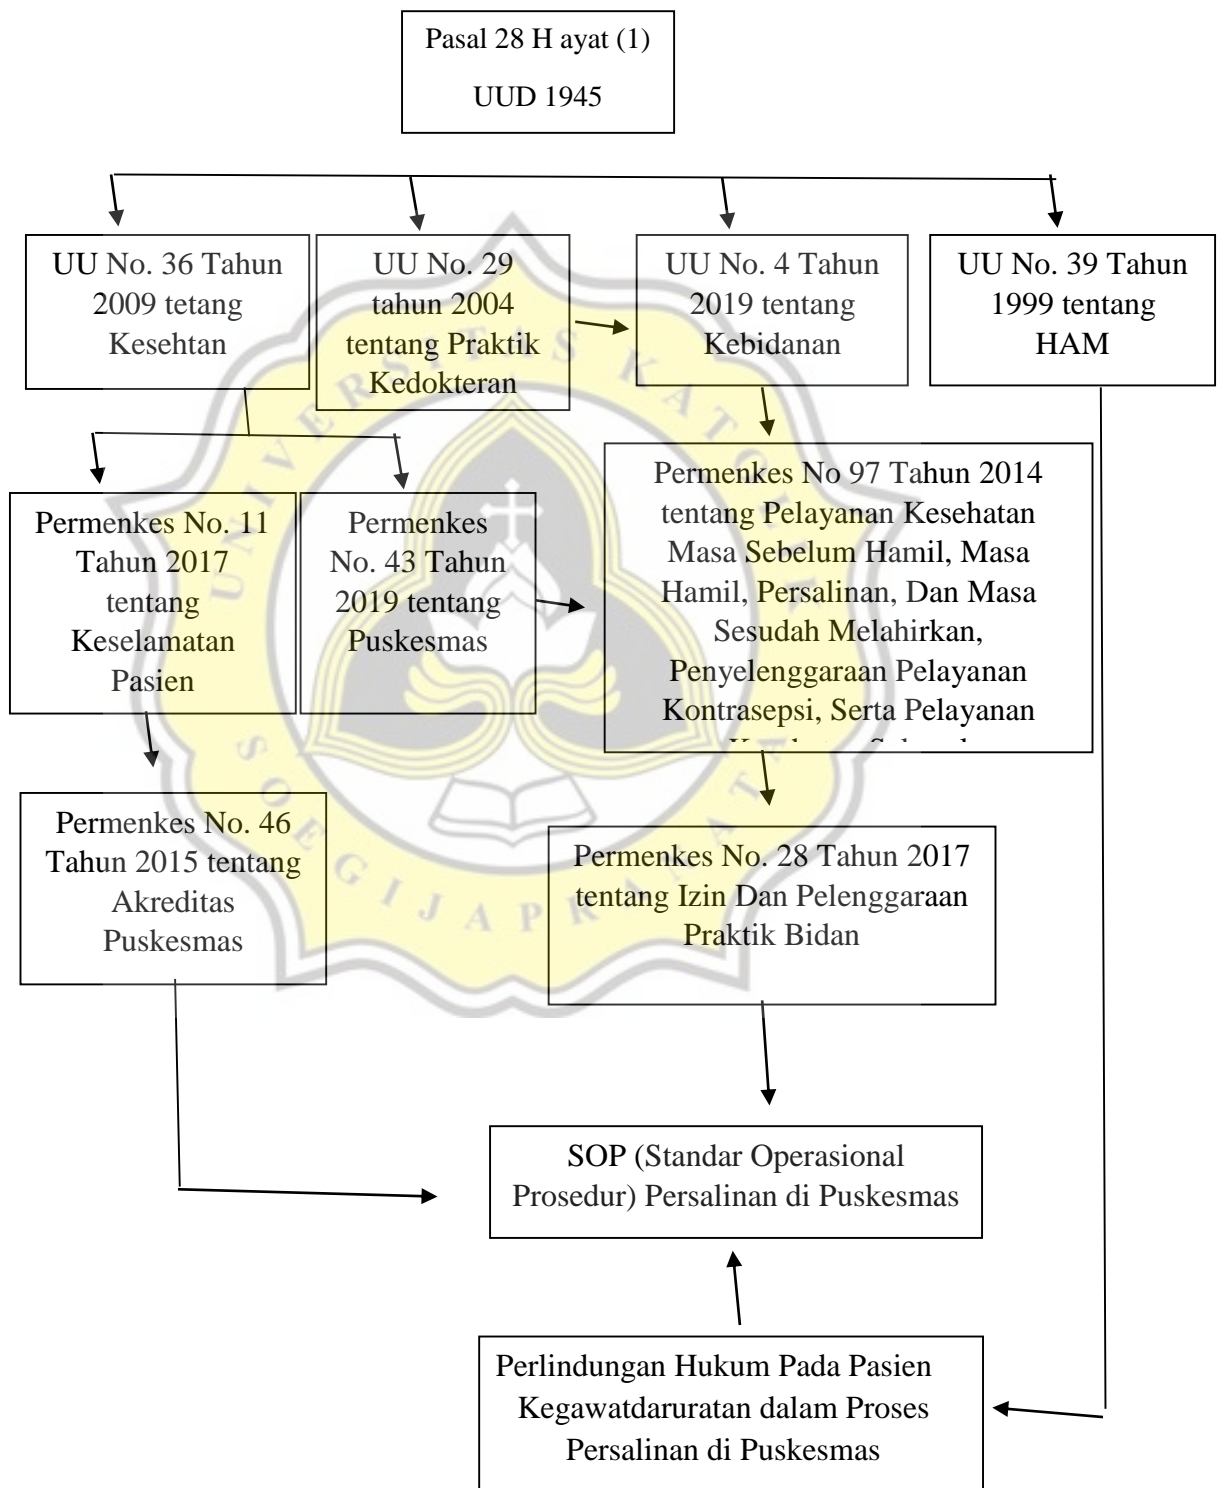 Pasal 28 H ayat (1)
UUD 1945
UU No. 36 Tahun
2009 tetang
Kesehtan
UU No. 29
tahun 2004
tentang Praktik
Kedokteran
UU No. 4 Tahun
2019 tentang
Kebidanan
UU No. 39 Tahun
1999 tentang
HAM
Permenkes No. 11
Tahun 2017
tentang
Keselamatan
Pasien
Permenkes
No. 43 Tahun
2019 tentang
Puskesmas
Permenkes No 97 Tahun 2014
tentang Pelayanan Kesehatan
Masa Sebelum Hamil, Masa
Hamil, Persalinan, Dan Masa
Sesudah Melahirkan,
Penyelenggaraan Pelayanan
Kontrasepsi, Serta Pelayanan
Permenkes No. 46
Tahun 2015 tentang
Akreditas
Puskesmas
Permenkes No. 28 Tahun 2017
tentang Izin Dan Pelenggaraan
Praktik Bidan
SOP (Standar Operasional
Prosedur) Persalinan di Puskesmas
Perlindungan Hukum Pada Pasien
Kegawatdaruratan dalam Proses
Persalinan di Puskesmas
UNIVERSITAS KATOLIK
SOEGIJAPRANATA